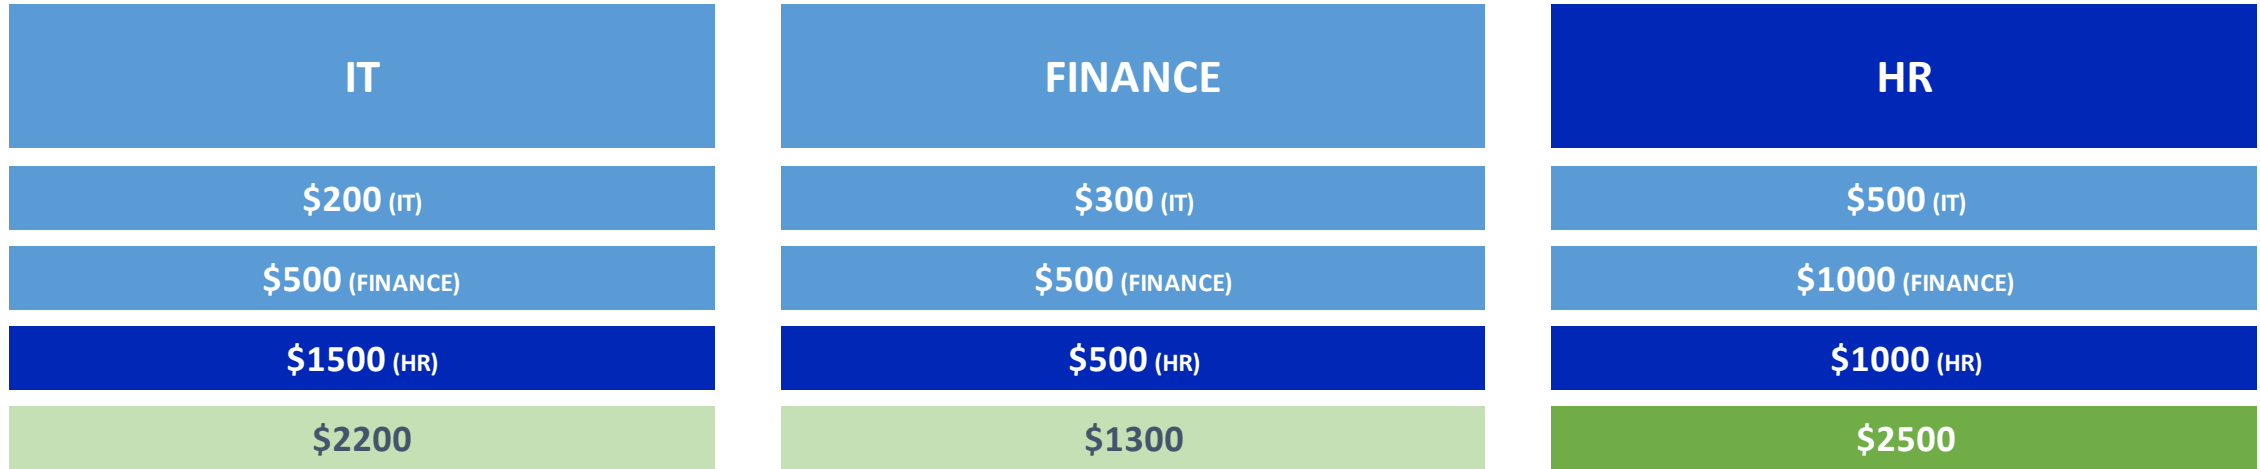 IT
FINANCE
HR
$200 (IT)
$300 (IT)
$500 (IT)
$500 (FINANCE)
$500 (FINANCE)
$1000 (FINANCE)
$1500 (HR)
$500 (HR)
$1000 (HR)
$2200
$1300
$2500